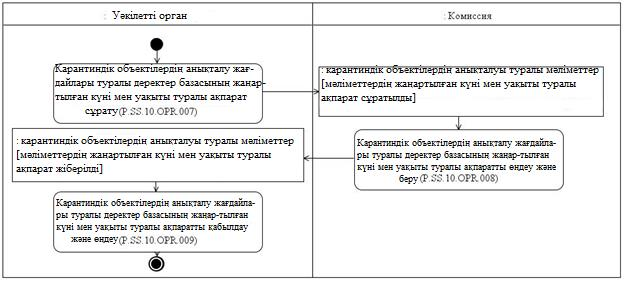 : Уәкілетті орган
: Комиссия
Карантиндік объектілердің анықталу жағ-
дайлары туралы деректер базасының жаңар-
тылған күні мен уақыты туралы ақпарат
сұрату(P.SS.10.OPR.007)
: карантиндік объектілердің анықталуы туралы мәліметтер
[мәліметтердің жаңартылған күні мен уақыты туралы
ақпарат сұратылды]
: карантиндік объектілердің анықталуы туралы мәліметтер
[мәліметтердің жаңартылған күні мен уақыты туралы
ақпарат жіберілді]
Карантиндік объектілердің анықталу жағдайла-
ры туралы деректер базасының жаңар-тылған
күні мен уақыты туралы ақпаратты өңдеу және
беру(P.SS.10.OPR.008)
Карантиндік объектілердің анықталу жағдайла-
ры туралы деректер базасының жаңар-тылған
күні мен уақыты туралы ақпаратты қабылдау
және өңдеу(P.SS.10.OPR.009)